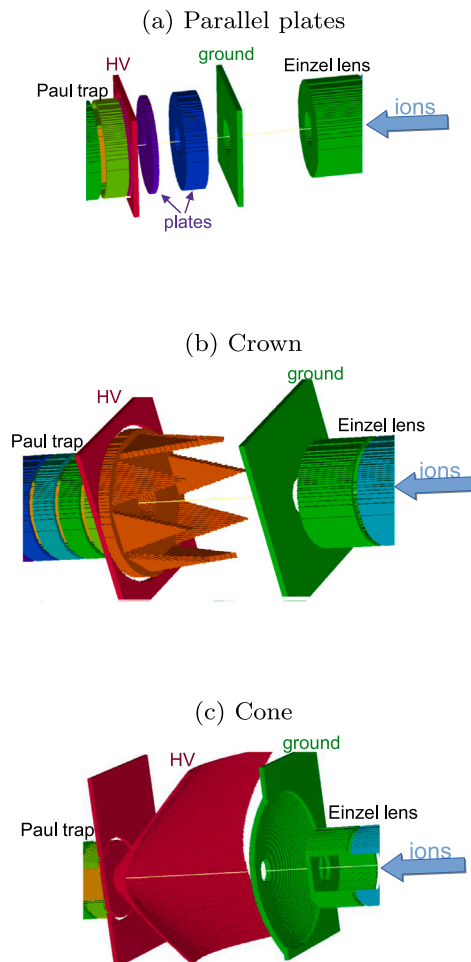 (a) Parallel plates
HV
ground
Einzel lens
Paul trap
ions
plates
(b) Crown
HV
ground
Einzel lens
Paul trap
ions
(c) Cone
HV
ground
Einzel lens
Paul trap
ions